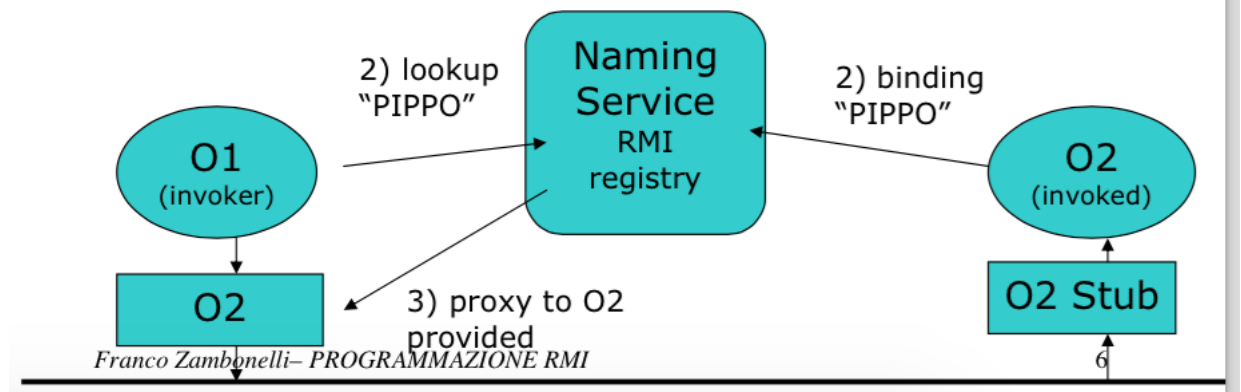 Naming
Service
RMI
registry
2) lookup
“PIPPO”
2) binding
“PIPPO”
O1
(invoker)
O2
(invoked)
O2
O2 Stub
3) proxy to O2
provided
Franco Zambonelli– PROGRAMMAZIONE RMI
6